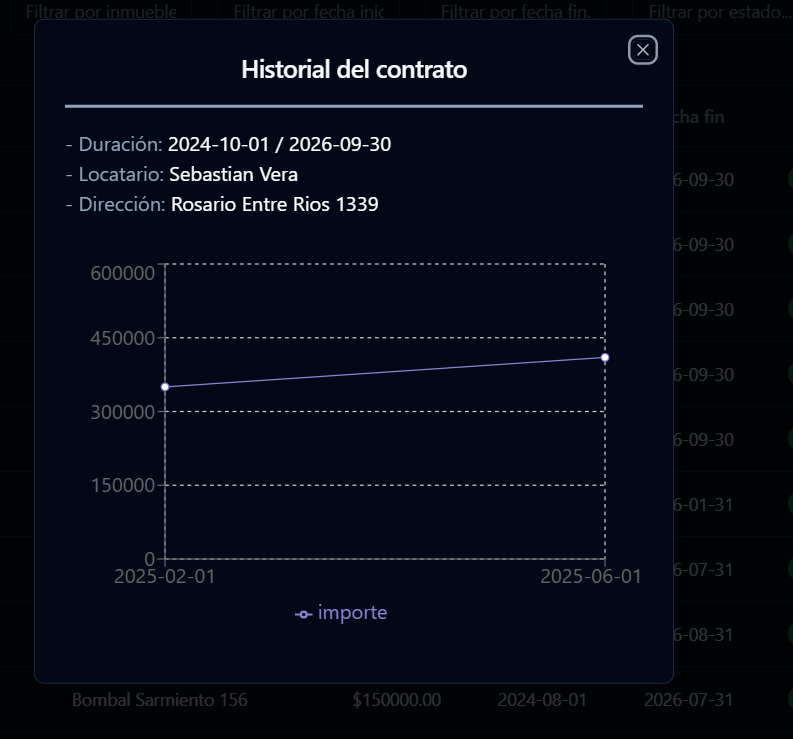 Filtrar por inmueble
Filtrar por fecha inic
Filtrar por fecha fin.
Filtrar por estado...
Historial del contrato
cha fin
- Duración: 2024-10-01 / 2026-09-30
- Locatario: Sebastian Vera
- Dirección: Rosario Entre Rios 1339
6-09-30
6-09-30
6-09-30
6-09-30
6-09-30
6-01-31
6-07-31
6-08-31
600000
450000
300000
150000
0
2025-02-01 2025-06-01
importe
Bombal Sarmiento 156 $150000.00 2024-08-01 2026-07-31